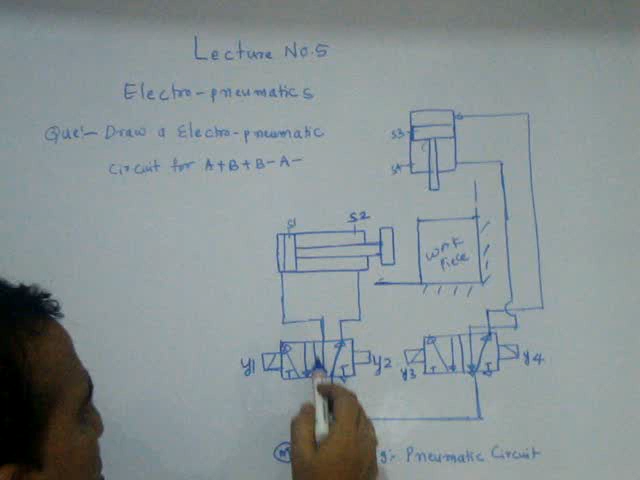 Lecture No.5
Electro-pneumatics
Que:- Draw a Electro-pneumatic
Circuit for A+B+B-A-
S3
S4
S1
S2
work
piece
Y1
Y2
Y3
Y4
M
g:- Pneumatic Circuit